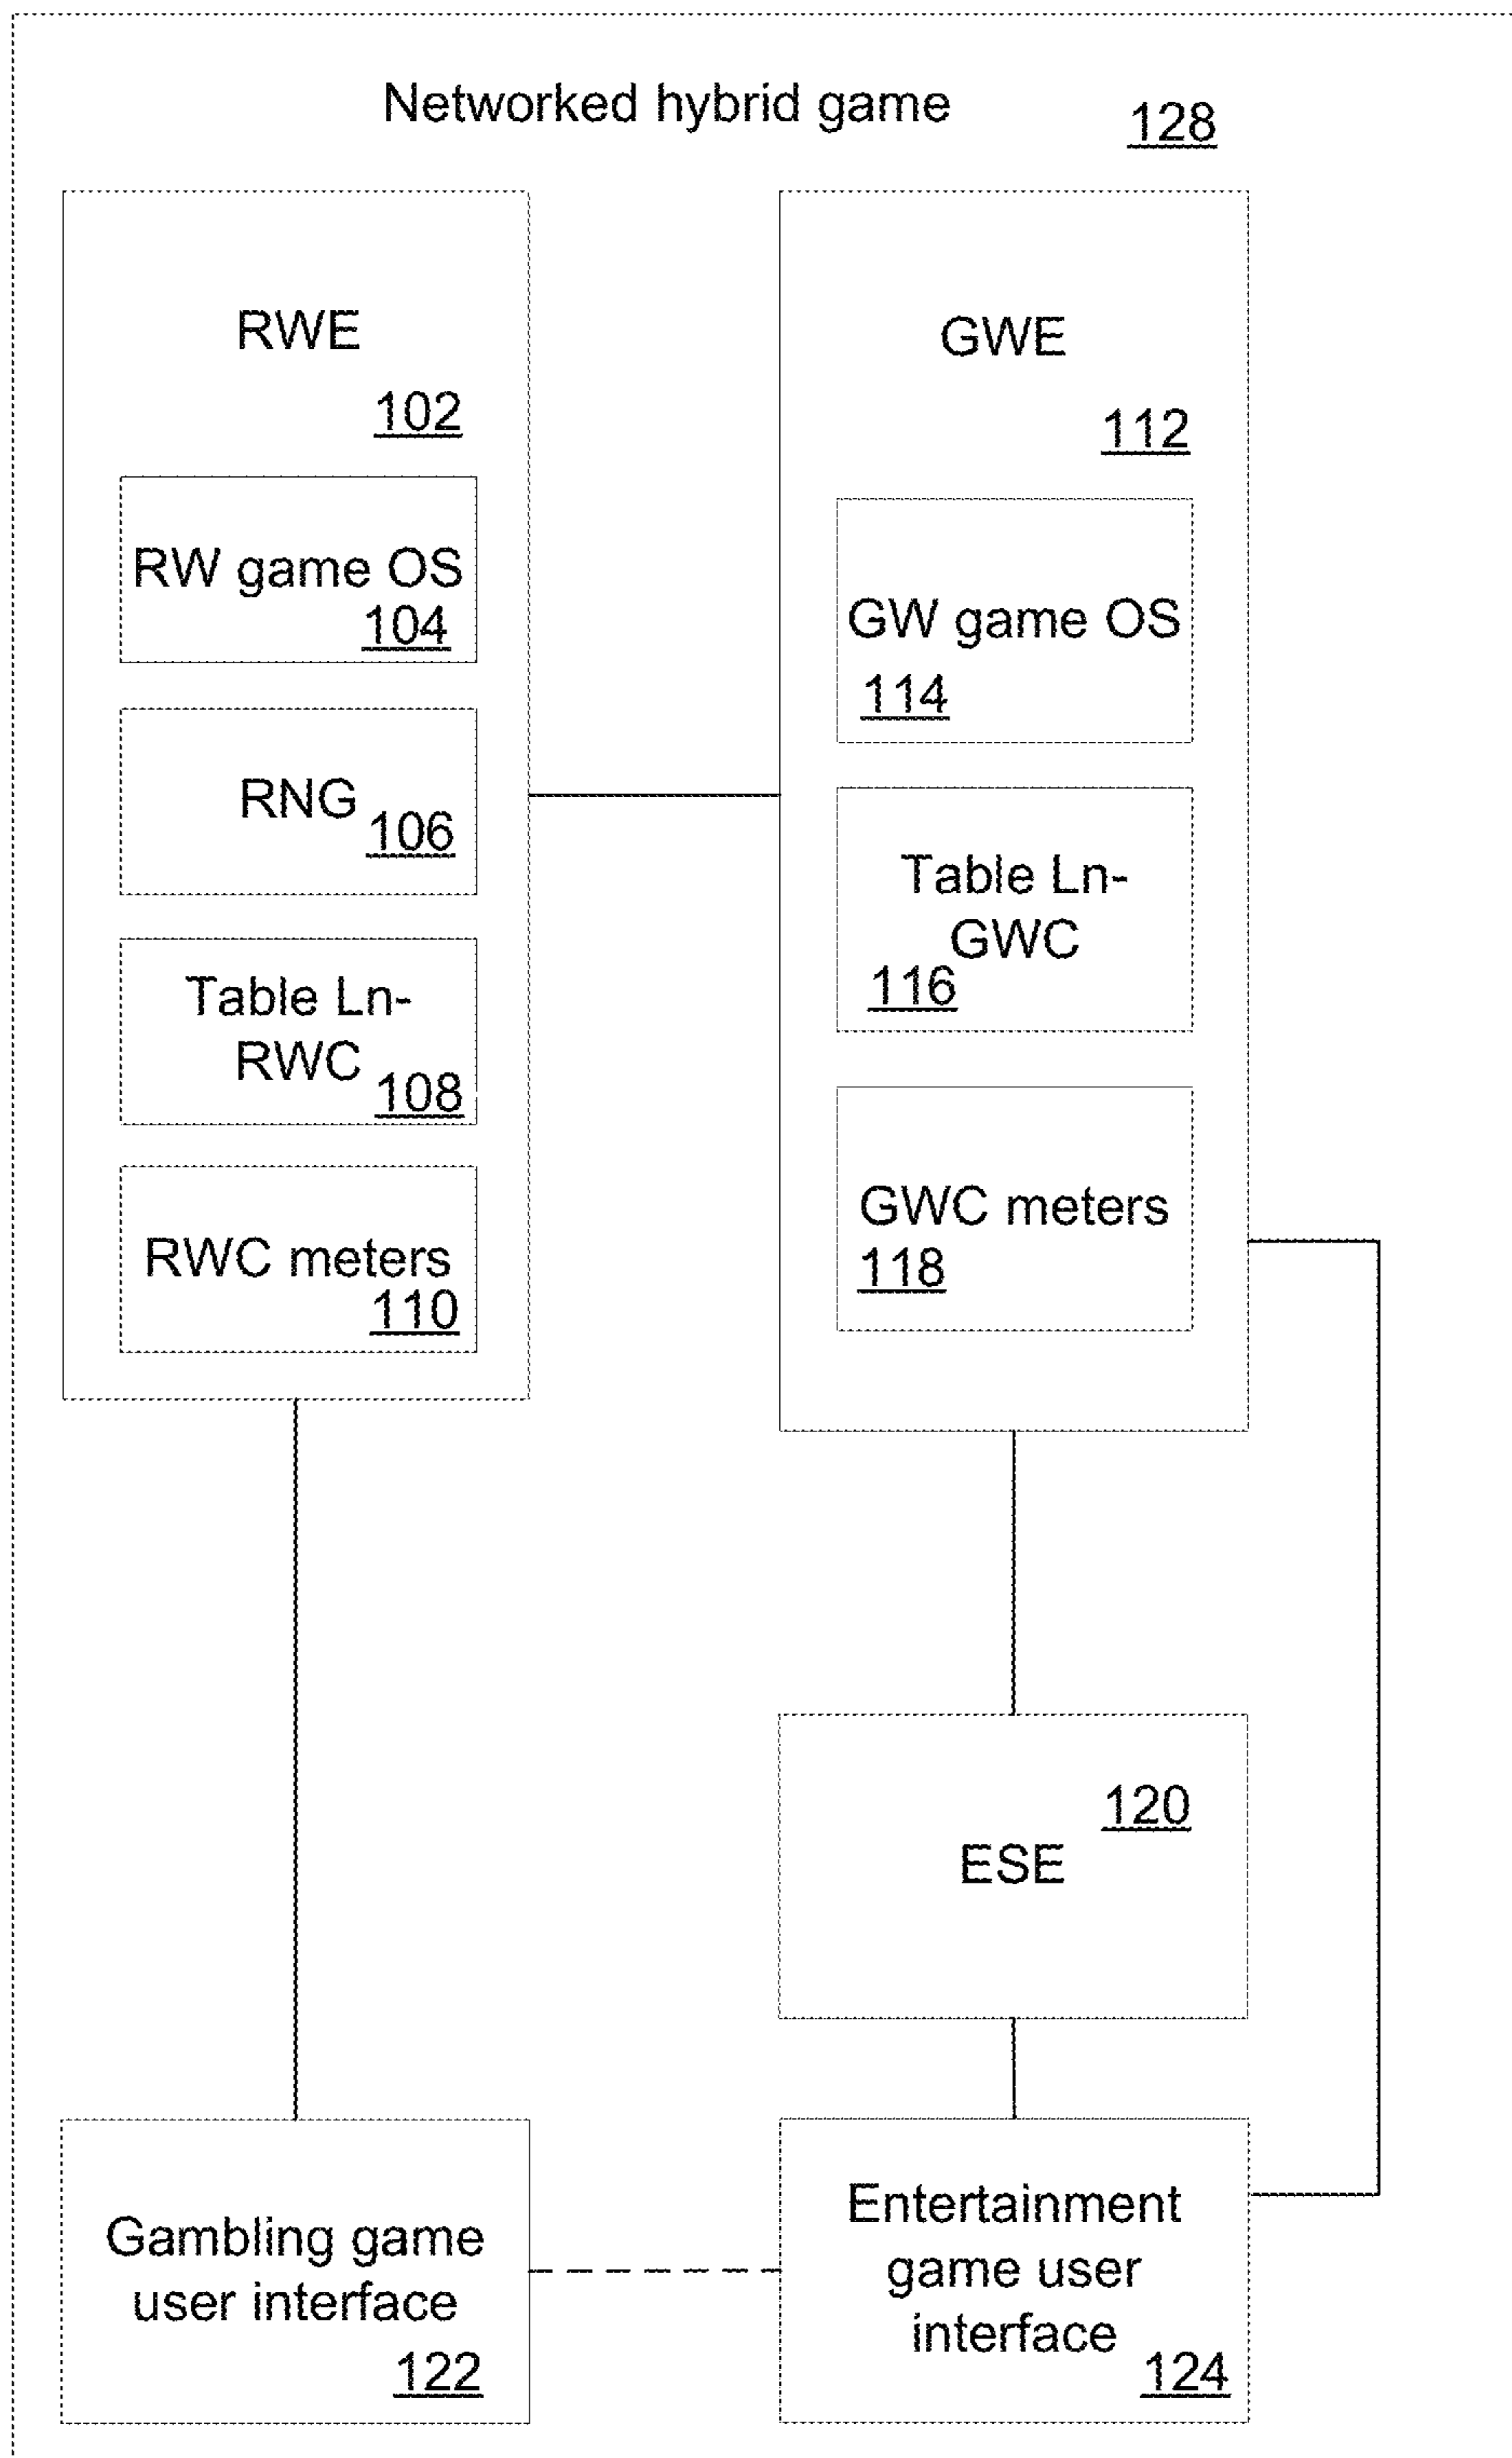 Networked hybrid game
128
RWE
102
RW game OS
104
RNG
106
Table Ln-
RWC
108
RWC meters
110
GWE
112
GW game OS
114
Table Ln-
GWC
116
GWC meters
118
ESE
120
Gambling game
user interface
122
Entertainment
game user
interface
124